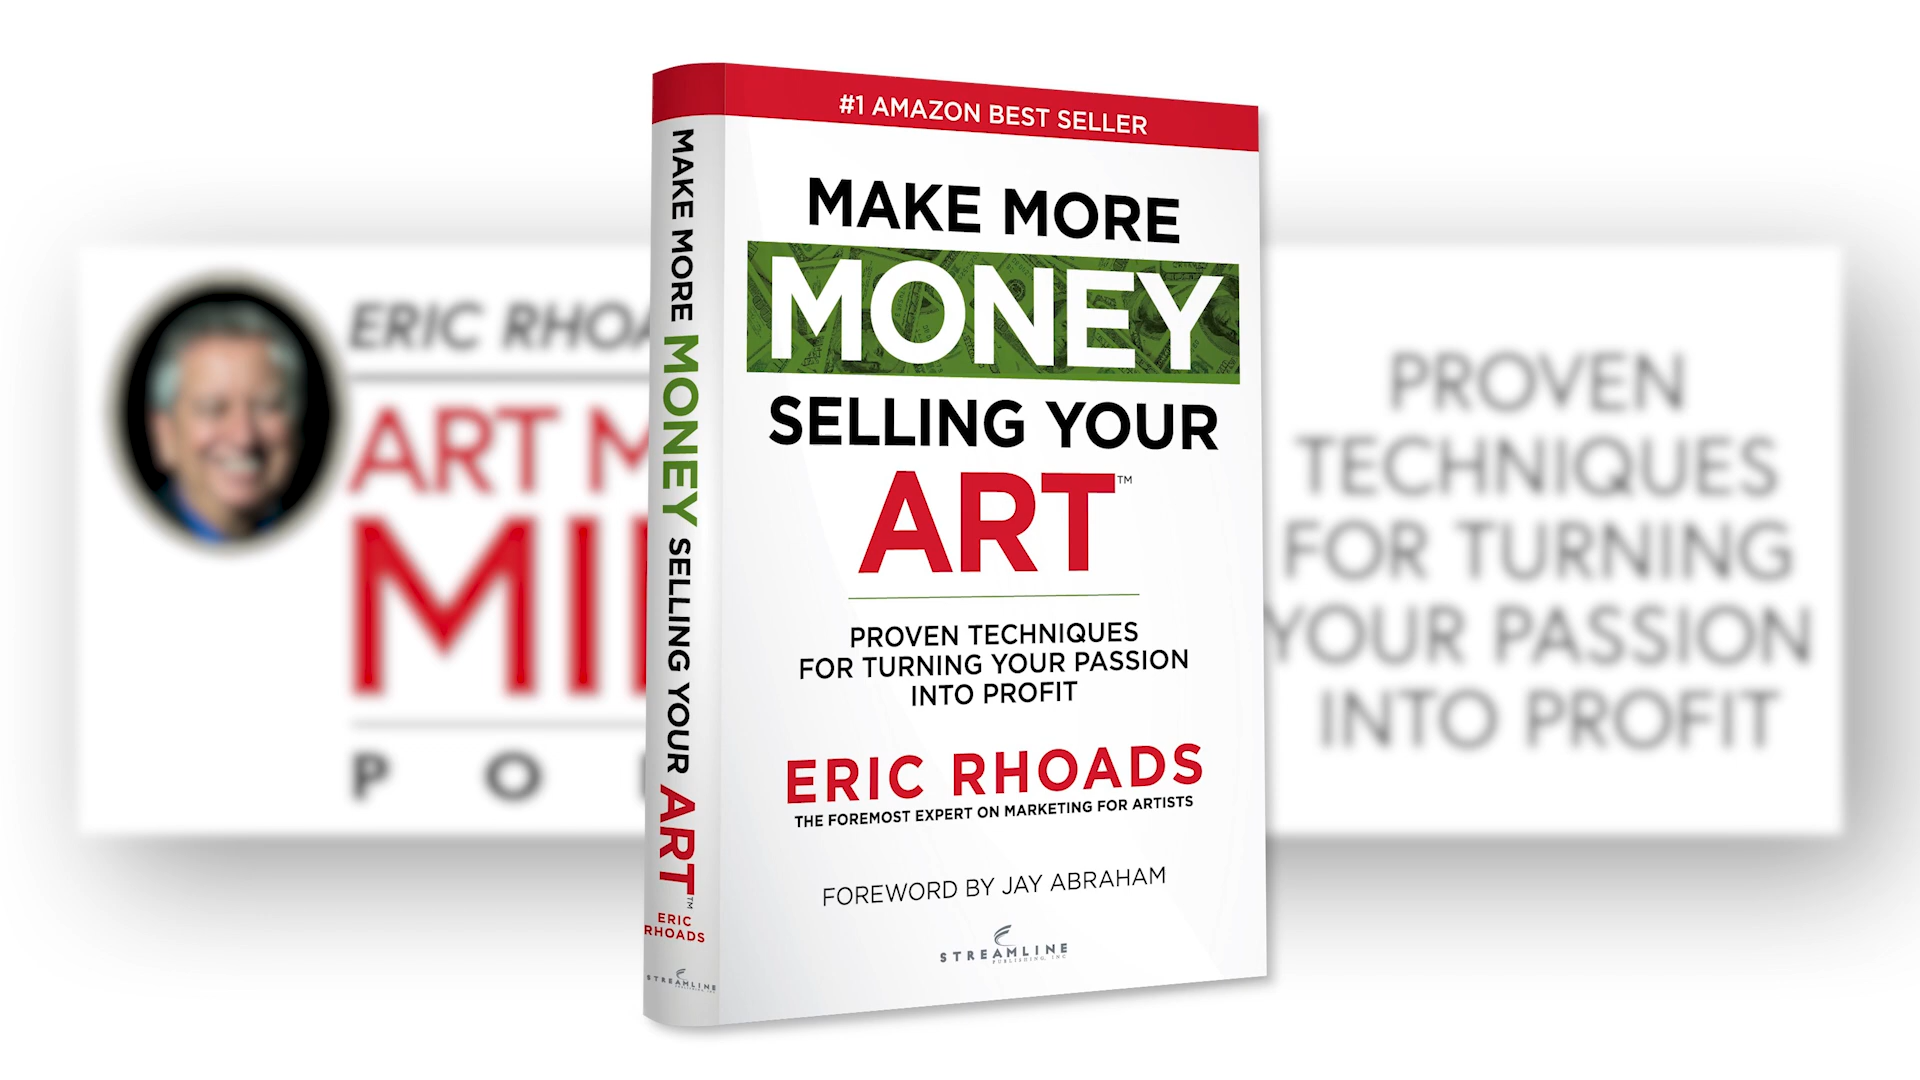 #1 AMAZON BEST SELLER
MAKE MORE
MONEY
SELLING YOUR
ART™
PROVEN TECHNIQUES
FOR TURNING YOUR PASSION
INTO PROFIT
ERIC RHOADS
THE FOREMOST EXPERT ON MARKETING FOR ARTISTS
FOREWORD BY JAY ABRAHAM
STREAMLINE
PUBLISHING, INC
MAKE MORE MONEY SELLING YOUR ART™
ERIC
RHOADS
STREAMLINE
ERIC RHOA
ART M
MI
P O
PROVEN
TECHNIQUES
FOR TURNING
YOUR PASSION
INTO PROFIT